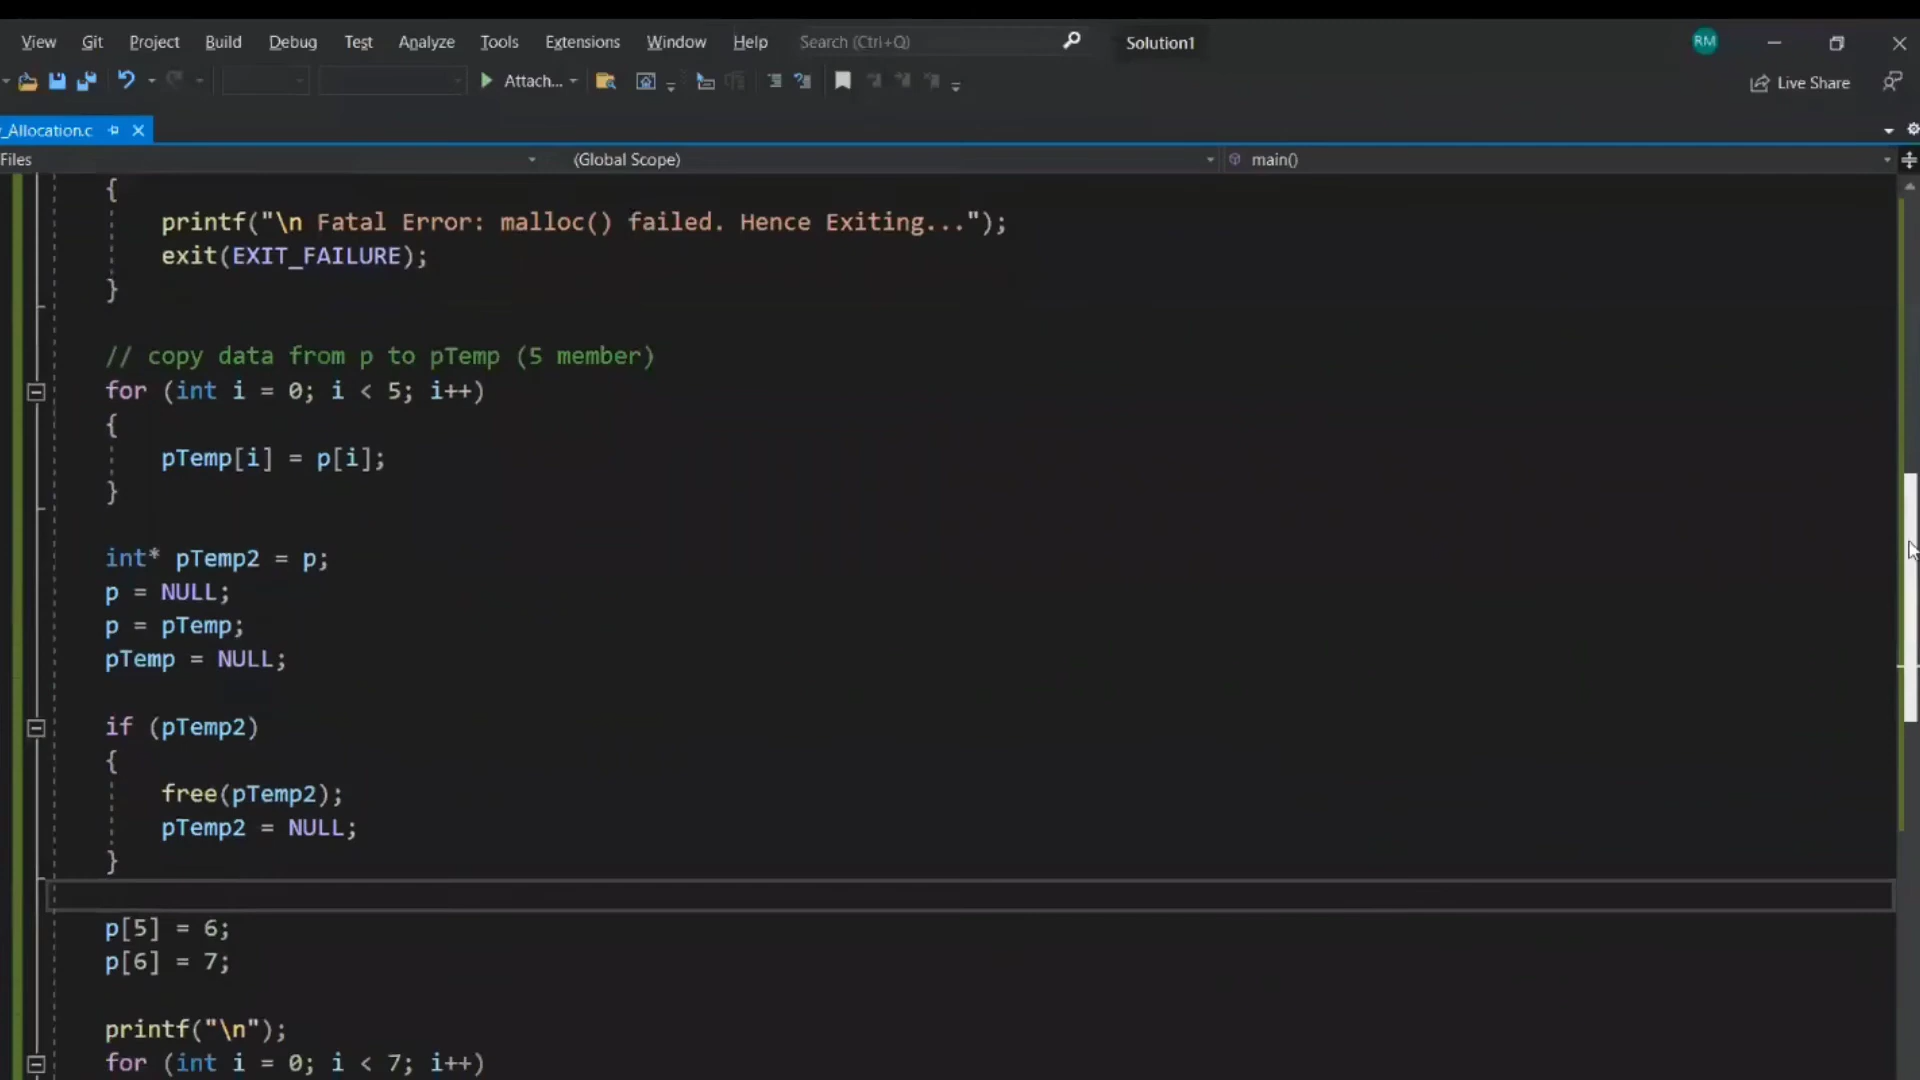 View Git Project Build Debug Test Analyze Tools Extensions Window Help Search (Ctrl+Q) Solution1 RM
Attach... Live Share
_Allocation.c
Files (Global Scope) main()
{
printf("\n Fatal Error: malloc() failed. Hence Exiting...");
exit(EXIT_FAILURE);
}
// copy data from p to pTemp (5 member)
for (int i = 0; i < 5; i++)
{
pTemp[i] = p[i];
}
int* pTemp2 = p;
p = NULL;
p = pTemp;
pTemp = NULL;
if (pTemp2)
{
free(pTemp2);
pTemp2 = NULL;
}
p[5] = 6;
p[6] = 7;
printf("\n");
for (int i = 0; i < 7; i++)